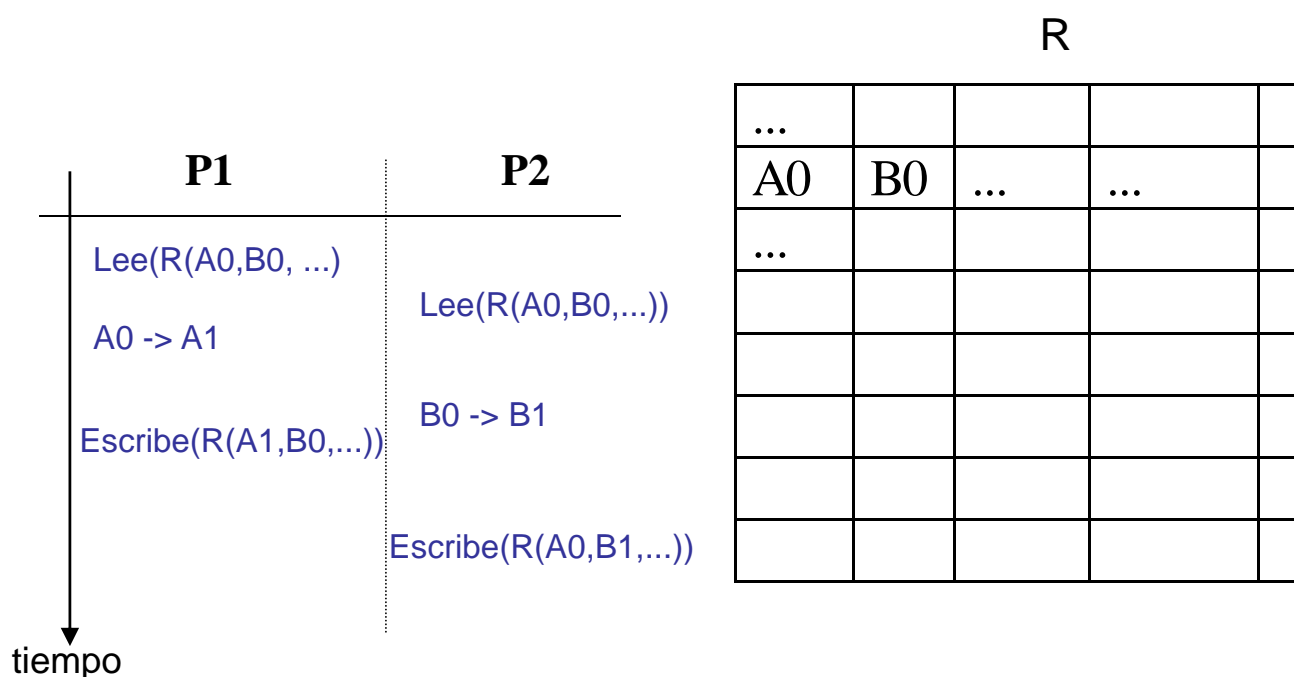 R
P1 P2
Lee(R(A0,B0, ...)
Lee(R(A0,B0,...))
A0 -> A1
B0 -> B1
Escribe(R(A1,B0,...))
Escribe(R(A0,B1,...))
tiempo
...
A0 B0 ... ...
...